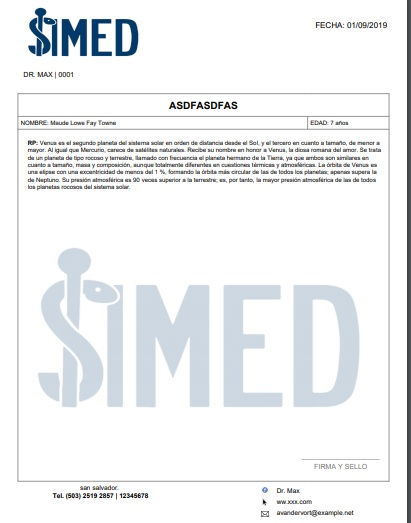 SIMED
FECHA: 01/09/2019
DR. MAX | 0001
ASDFASDFAS
NOMBRE: Maude Lowe Fay Towne
EDAD: 7 años
RP: Venus es el segundo planeta del sistema solar en orden de distancia desde el Sol, y el tercero en cuanto a tamaño, de menor a
mayor. Al igual que Mercurio, carece de satélites naturales. Recibe su nombre en honor a Venus, la diosa romana del amor. Se trata
de un planeta de tipo rocoso y terrestre, llamado con frecuencia el planeta hermano de la Tierra, ya que ambos son similares en
cuanto a tamaño, masa y composición, aunque totalmente diferentes en cuestiones térmicas y atmosféricas. La órbita de Venus es
una elipse con una excentricidad de menos del 1 %, formando la órbita más circular de las de todos los planetas; apenas supera la
de Neptuno. Su presión atmosférica es 90 veces superior a la terrestre; es, por tanto, la mayor presión atmosférica de las de todos
los planetas rocosos del sistema solar.
SIMED
FIRMA Y SELLO
san salvador.
Tel. (503) 2519 2857 | 12345678
Dr. Max
ww.xxx.com
avandervort@example.net